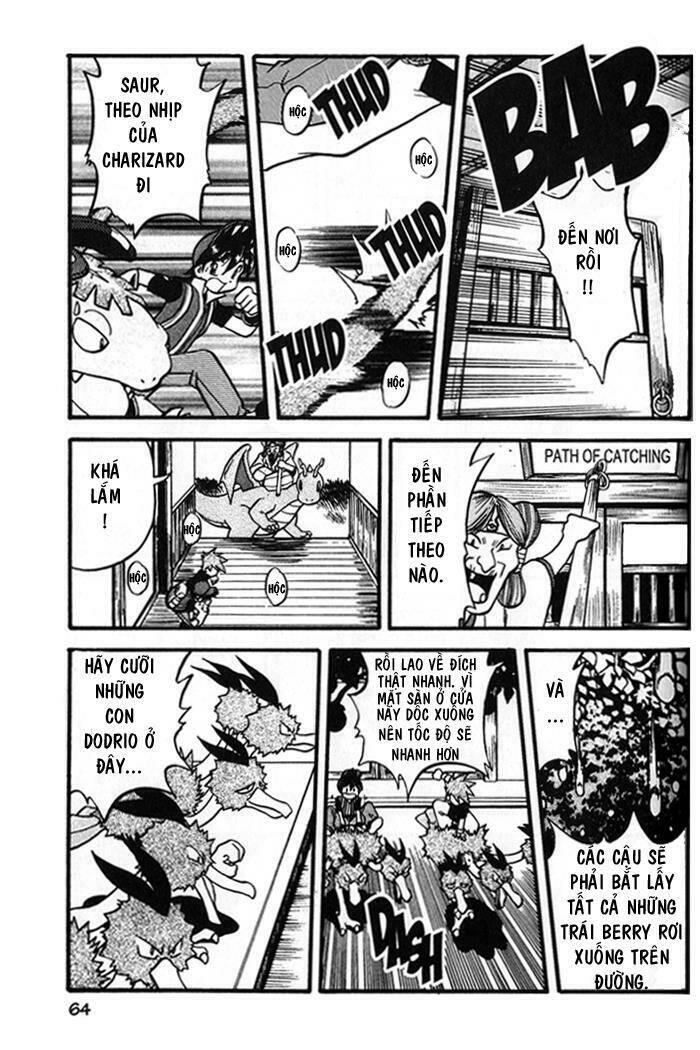 SAUR,
THEO NHỊP
CỦA
CHARIZARD
ĐI
HỘC
THUD
HỘC
HỘC
THUD
THUD
HỘC
BAB
ĐẾN NƠI
RỒI
!!
KHÁ
LẮM
!
HỘC
HỘC
HỘC
ĐẾN
PHẦN
TIẾP
THEO
NÀO.
PATH OF CATCHING
HÃY CƯỠI
NHỮNG
CON
DODRIO Ở
ĐÂY...
RỒI LAO VỀ ĐÍCH
THẬT NHANH. VÌ
MẶT SÀN Ở CỬA
NÀY DỐC XUỐNG
NÊN TỐC ĐỘ SẼ
NHANH HƠN
DASH
VÀ
...
CÁC CẬU SẼ
PHẢI BẮT LẤY
TẤT CẢ NHỮNG
TRÁI BERRY RƠI
XUỐNG TRÊN
ĐƯỜNG.
64